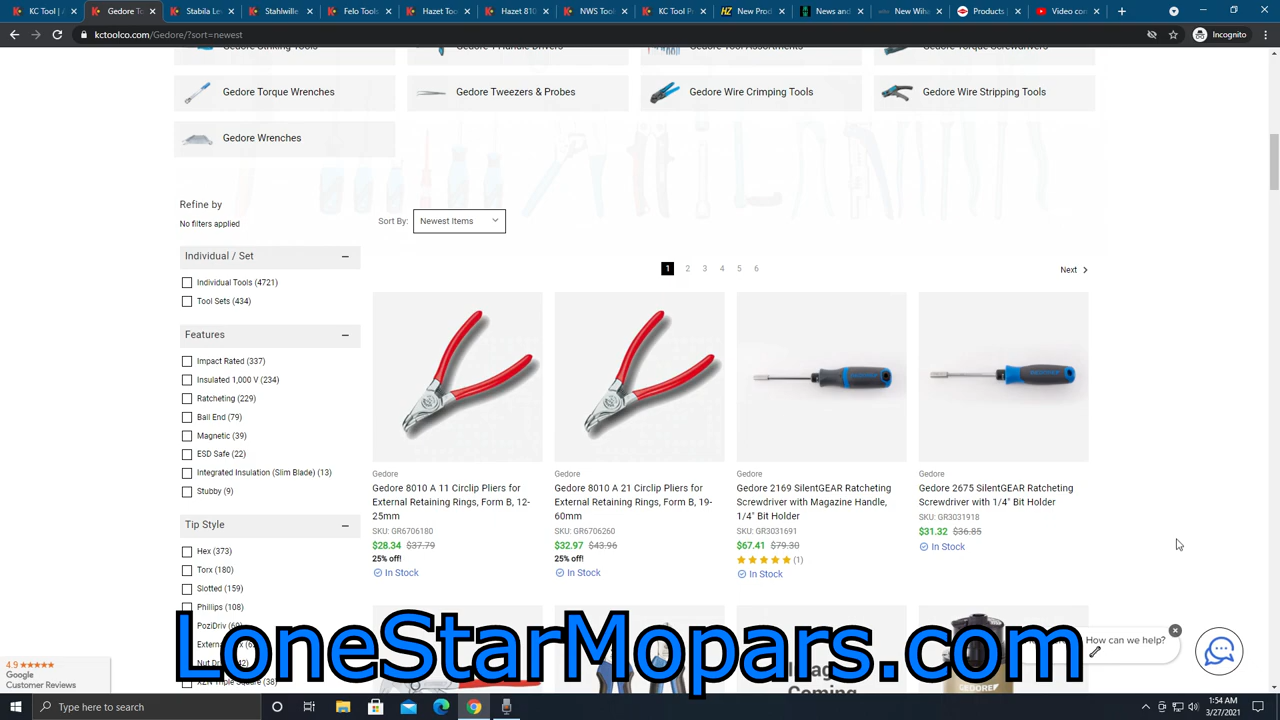 KC Tool |
Gedore To
Stabila Lev
Stahlwille
Felo Tools
Hazet Too
Hazet 810
NWS Tool
KC Tool Pr
How to An
News and
Products
Video con
kctoolco.com/Gedore/?sort=newest
Incognito
Gedore Torque Wrenches
Gedore Tweezers & Probes
Gedore Wire Crimping Tools
Gedore Wire Stripping Tools
Gedore Wrenches
Refine by
No filters applied
Sort By: Newest Items
Individual / Set
1 2 3 4 5 6
Next
Individual Tools (4721)
Tool Sets (434)
Features
Impact Rated (337)
Insulated 1,000 V (234)
Ratcheting (229)
Ball End (79)
Magnetic (39)
ESD Safe (22)
Integrated Insulation (Slim Blade) (13)
Stubby (9)
Tip Style
Hex (373)
Torx (180)
Slotted (159)
Phillips (108)
Gedore
Gedore 8010 A 11 Circlip Pliers for
External Retaining Rings, Form B, 12-
25mm
SKU: GR6706180
$28.34 $37.79
25% off!
In Stock
Gedore
Gedore 8010 A 21 Circlip Pliers for
External Retaining Rings, Form B, 19-
60mm
SKU: GR6706260
$32.97 $43.96
25% off!
In Stock
Gedore
Gedore 2169 SilentGEAR Ratcheting
Screwdriver with Magazine Handle,
1/4" Bit Holder
SKU: GR3031691
$67.41 $79.30
(1)
In Stock
Gedore
Gedore 2675 SilentGEAR Ratcheting
Screwdriver with 1/4" Bit Holder
SKU: GR3031918
$31.32 $36.85
In Stock
LoneStarMopars.com
How can we help?
GEDORE
4.9
Google
Customer Reviews
Type here to search
1:54 AM
3/27/2021